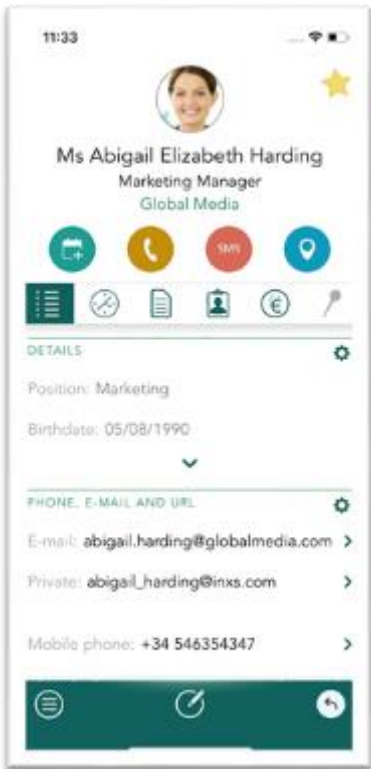 11:33
Ms Abigail Elizabeth Harding
Marketing Manager
Global Media
SMS
DETAILS
Position: Marketing
Birthdate: 05/08/1990
PHONE, E-MAIL AND URL
E-mail: abigail.harding@globalmedia.com
Private: abigail_harding@inxs.com
Mobile phone: +34 546354347